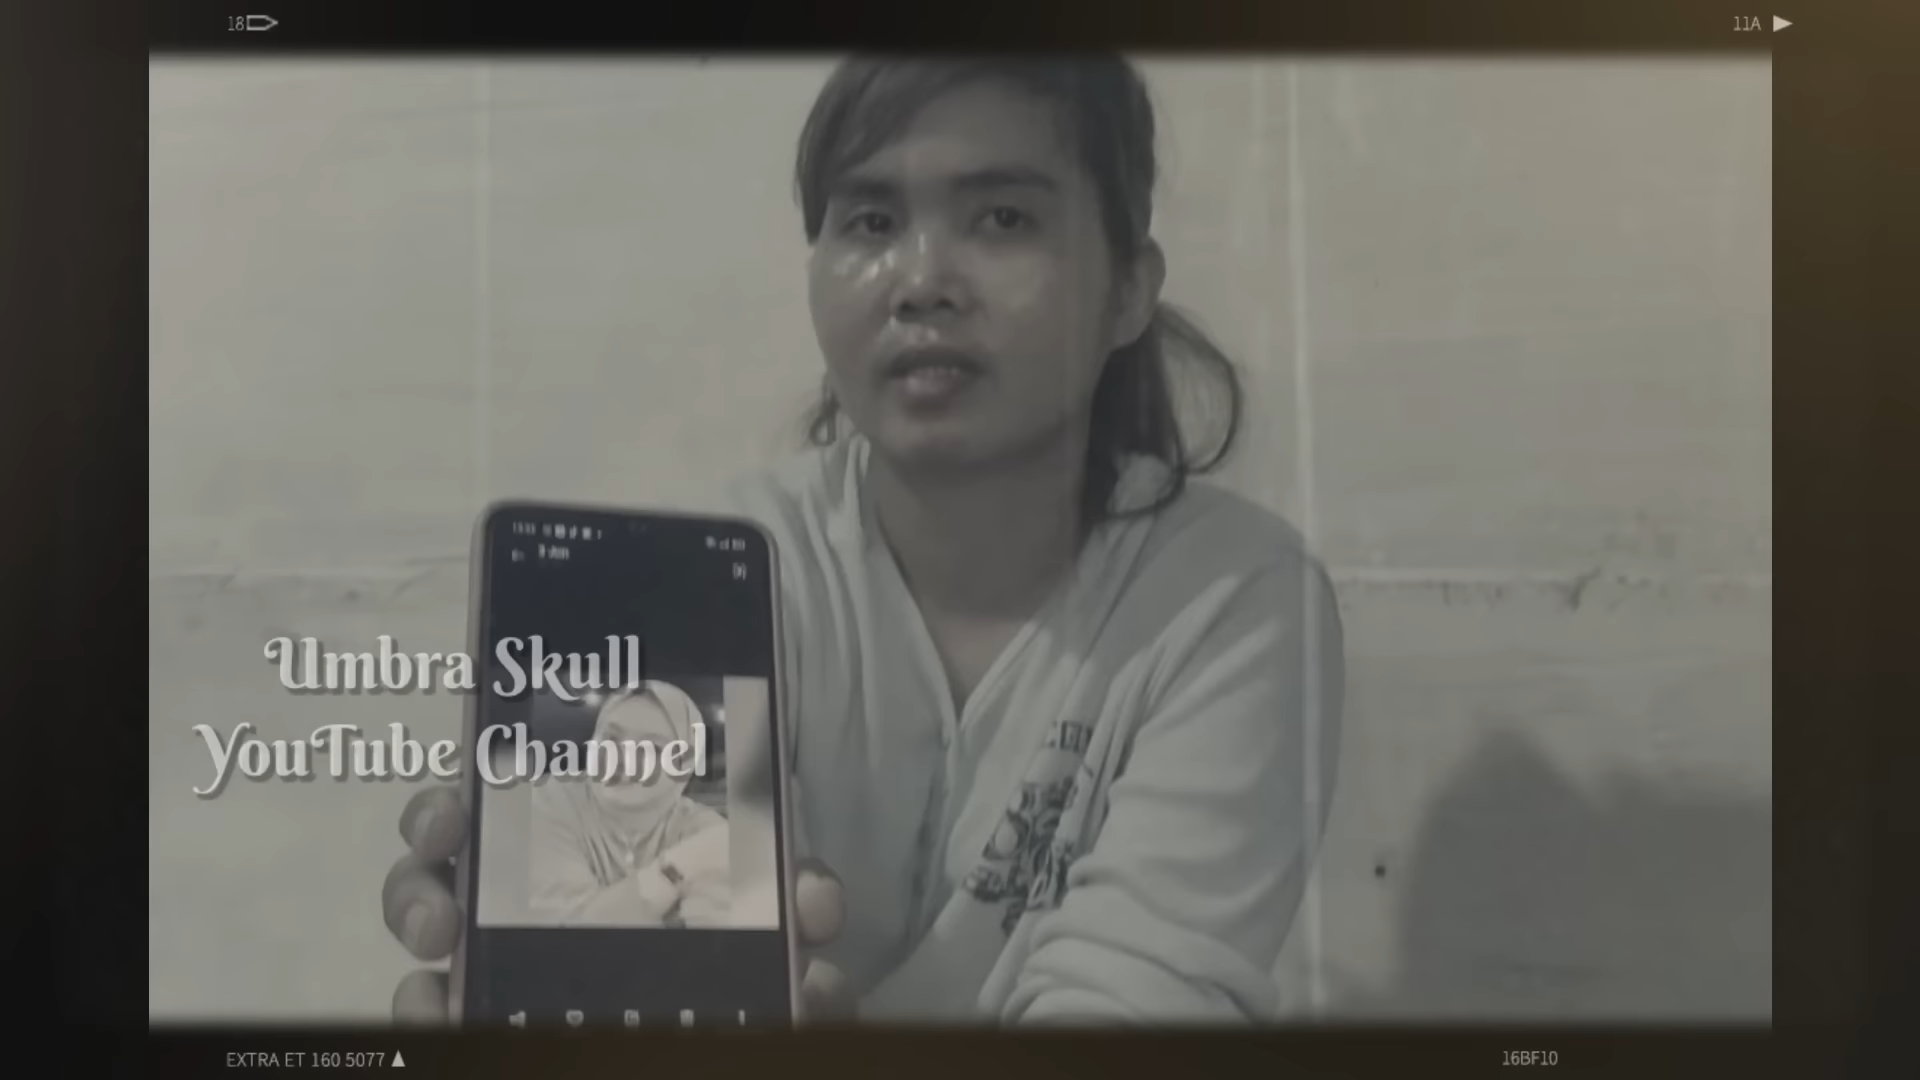 18
11A
Umbra Skull
YouTube Channel
EXTRA ET 160 5077
16BF10